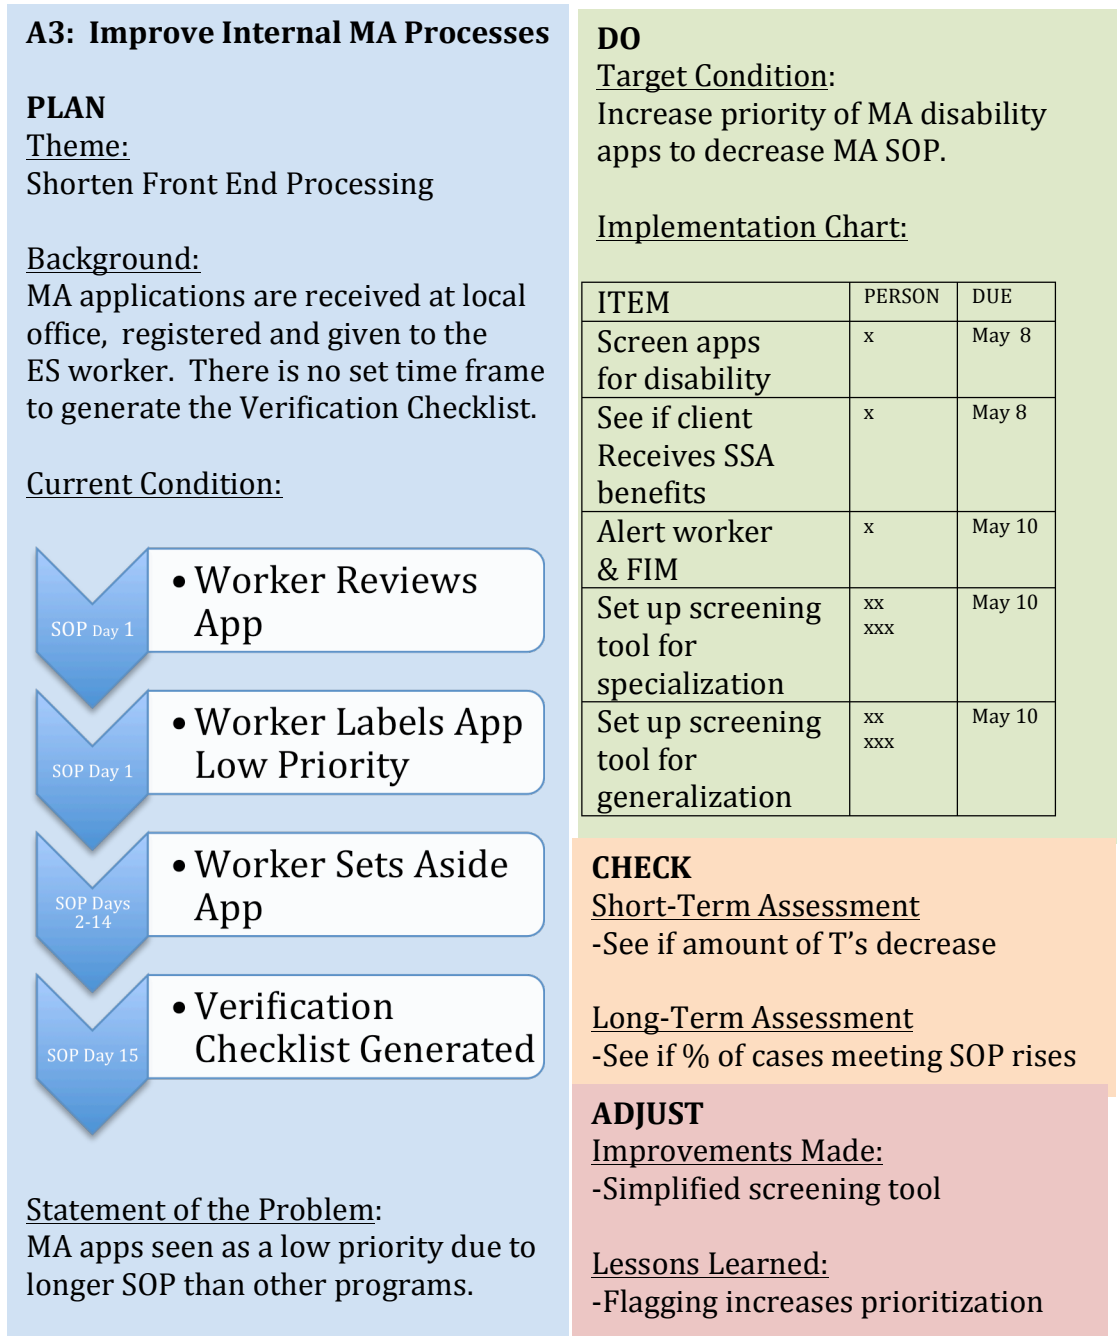 A3: Improve Internal MA Processes
PLAN
Theme:
Shorten Front End Processing
Background:
MA applications are received at local
office, registered and given to the
ES worker. There is no set time frame
to generate the Verification Checklist.
Current Condition:
SOP Day 1
• Worker Reviews
App
SOP Day 1
• Worker Labels App
Low Priority
SOP Days
2-14
• Worker Sets Aside
App
SOP Day 15
• Verification
Checklist Generated
Statement of the Problem:
MA apps seen as a low priority due to
longer SOP than other programs.
DO
Target Condition:
Increase priority of MA disability
apps to decrease MA SOP.
Implementation Chart:
ITEM PERSON DUE
Screen apps x May 8
for disability
See if client x May 8
Receives SSA
benefits
Alert worker x May 10
& FIM
Set up screening xx May 10
tool for xxx
specialization
Set up screening xx May 10
tool for xxx
generalization
CHECK
Short-Term Assessment
-See if amount of T's decrease
Long-Term Assessment
-See if % of cases meeting SOP rises
ADJUST
Improvements Made:
-Simplified screening tool
Lessons Learned:
-Flagging increases prioritization